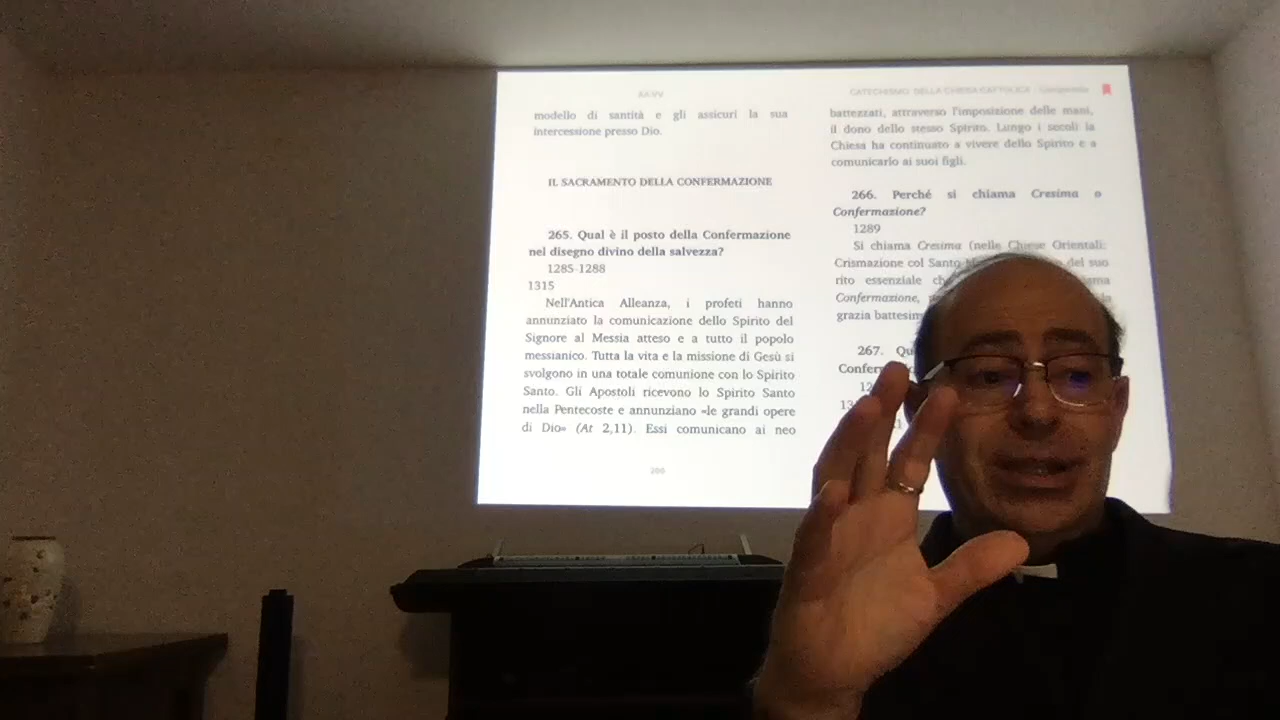 AA.VV
modello di santità e gli assicuri la sua
intercessione presso Dio.
IL SACRAMENTO DELLA CONFERMAZIONE
265. Qual è il posto della Confermazione
nel disegno divino della salvezza?
1285-1288
1315
Nell'Antica Alleanza, i profeti hanno
annunziato la comunicazione dello Spirito del
Signore al Messia atteso e a tutto il popolo
messianico. Tutta la vita e la missione di Gesù si
svolgono in una totale comunione con lo Spirito
Santo. Gli Apostoli ricevono lo Spirito Santo
nella Pentecoste e annunziano «le grandi opere
di Dio» (At 2,11). Essi comunicano ai neo
200
CATECHISMO DELLA CHIESA CATTOLICA - Compendio
battezzati, attraverso l'imposizione delle mani,
il dono dello stesso Spirito. Lungo i secoli la
Chiesa ha continuato a vivere dello Spirito e a
comunicarlo ai suoi figli.
266. Perché si chiama Cresima o
Confermazione?
1289
Si chiama Cresima (nelle Chiese Orientali:
Crismazione col Santo del suo
rito essenziale
Confermazione, la
grazia
267.